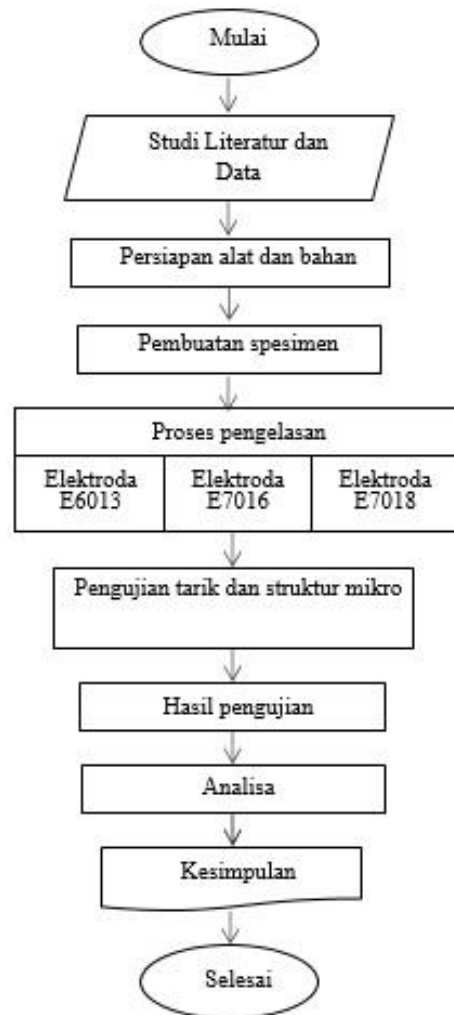 Mulai
Studi Literatur dan
Data
Persiapan alat dan bahan
Pembuatan spesimen
Proses pengelasan
Elektroda
E6013
Elektroda
E7016
Elektroda
E7018
Pengujian tarik dan struktur mikro
Hasil pengujian
Analisa
Kesimpulan
Selesai